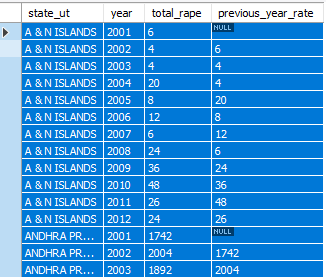 state_ut year total_rape previous_year_rate
A & N ISLANDS 2001 6 NULL
A & N ISLANDS 2002 4 6
A & N ISLANDS 2003 4 4
A & N ISLANDS 2004 20 4
A & N ISLANDS 2005 8 20
A & N ISLANDS 2006 12 8
A & N ISLANDS 2007 6 12
A & N ISLANDS 2008 24 6
A & N ISLANDS 2009 36 24
A & N ISLANDS 2010 48 36
A & N ISLANDS 2011 26 48
A & N ISLANDS 2012 24 26
ANDHRA PR... 2001 1742 NULL
ANDHRA PR... 2002 2004 1742
ANDHRA PR... 2003 1892 2004